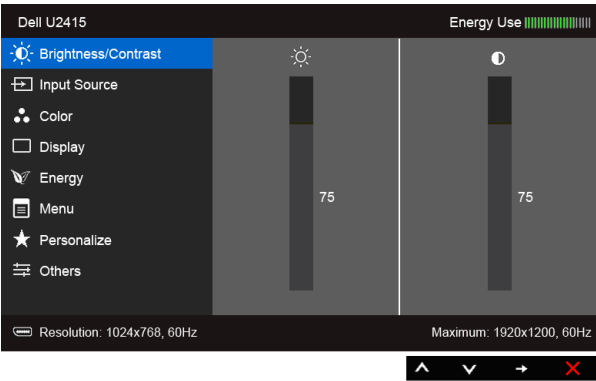 Dell U2415
Energy Use
Brightness/Contrast
Input Source
Color
Display
Energy
Menu
Personalize
Others
75
75
Resolution: 1024x768, 60Hz
Maximum: 1920x1200, 60Hz